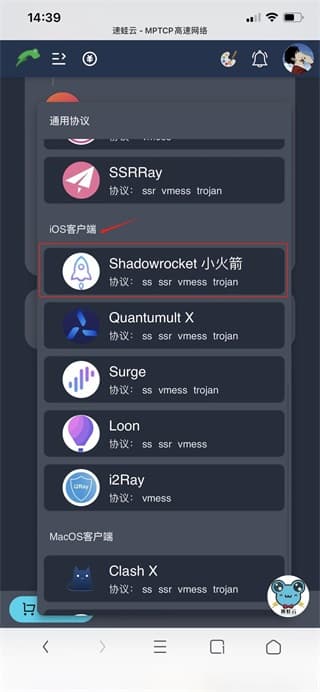 14:39
速蛙云 - MPTCP高速网络
通用协议
协议： vmess
SSRRay
协议： ssr vmess trojan
iOS客户端
Shadowrocket 小火箭
协议： ss ssr vmess trojan
Quantumult X
协议： ss ssr vmess trojan
Surge
协议： ss vmess trojan
Loon
协议： ss ssr vmess
i2Ray
i2Ray
协议： vmess
MacOS客户端
Clash X
协议： ss ssr vmess trojan
速蛙云